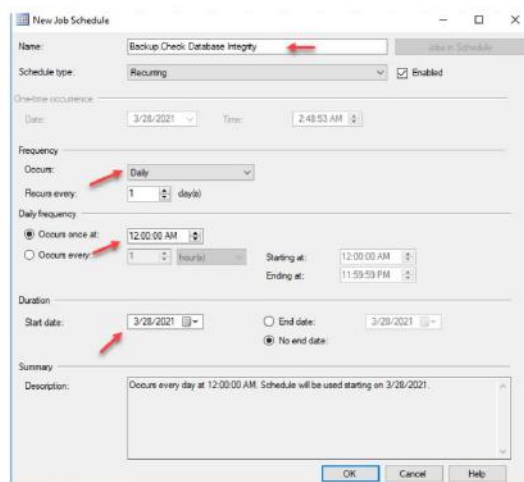 New Job Schedule
Name: Backup Check Database Integrity Jobs in Schedule
Schedule type: Recurring Enabled
One-time occurrence
Date: 3/28/2021 Time: 2:48:53 AM
Frequency
Occurs: Daily
Recurs every: 1 day(s)
Daily frequency
Occurs once at: 12:00:00 AM
Occurs every: 1 hour(s) Starting at: 12:00:00 AM
Ending at: 11:59:59 PM
Duration
Start date: 3/28/2021 End date: 3/28/2021
No end date:
Summary
Description: Occurs every day at 12:00:00 AM. Schedule will be used starting on 3/28/2021.
OK Cancel Help